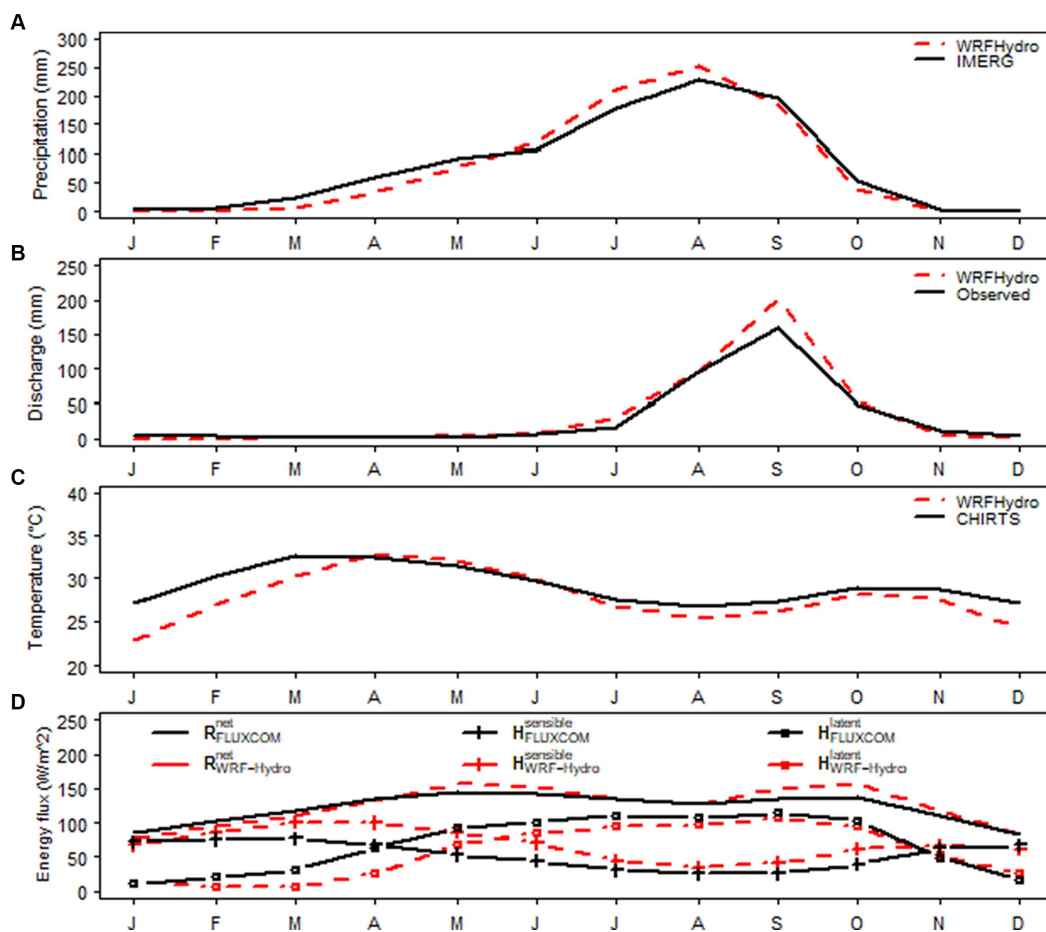 A
Precipitation (mm)
300
250
200
150
100
50
0
WRFHydro
IMERG
J F M A M J J A S O N D
B
Discharge (mm)
250
200
150
100
50
0
WRFHydro
Observed
J F M A M J J A S O N D
C
Temperature (°C)
40
35
30
25
20
WRFHydro
CHIRTS
J F M A M J J A S O N D
D
Energy flux (W/m^2)
250
200
150
100
50
0
R net FLUXCOM
H sensible FLUXCOM
H latent FLUXCOM
R net WRF-Hydro
H sensible WRF-Hydro
H latent WRF-Hydro
J F M A M J J A S O N D